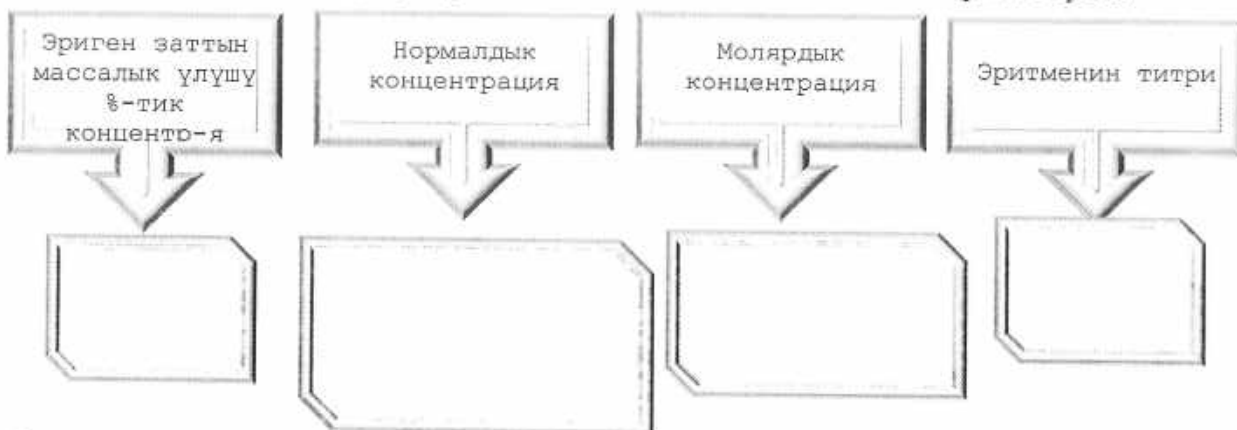 Эриген заттын
массалык үлүшү
%-тик
концентр-я
Нормалдык
концентрация
Молярдык
концентрация
Эритменин титри